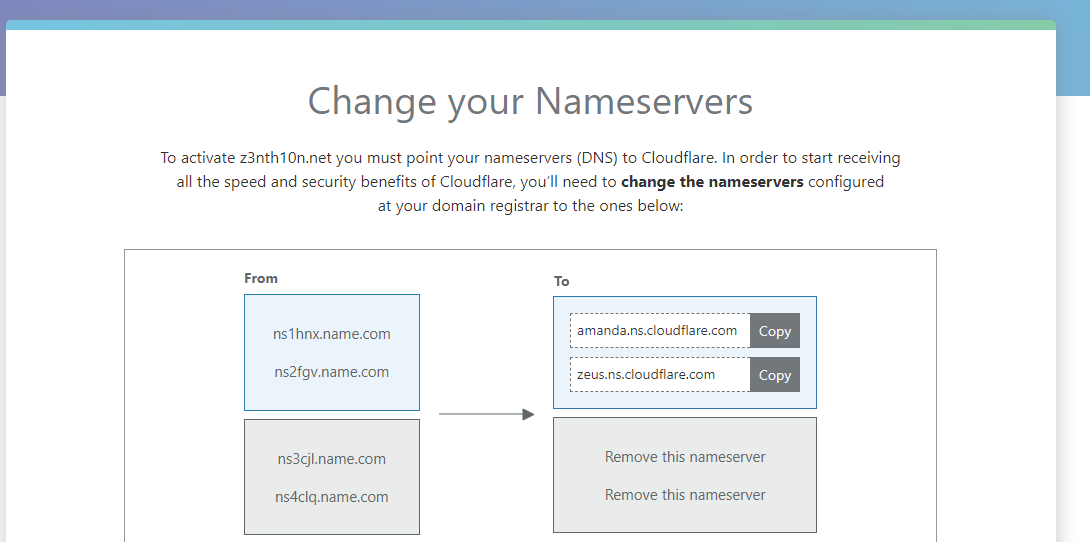 Change your Nameservers
To activate z3nth10n.net you must point your nameservers (DNS) to Cloudflare. In order to start receiving
all the speed and security benefits of Cloudflare, you'll need to change the nameservers configured
at your domain registrar to the ones below:
From
To
ns1hnx.name.com
ns2fgv.name.com
amanda.ns.cloudflare.com Copy
zeus.ns.cloudflare.com Copy
ns3cjl.name.com
ns4clq.name.com
Remove this nameserver
Remove this nameserver